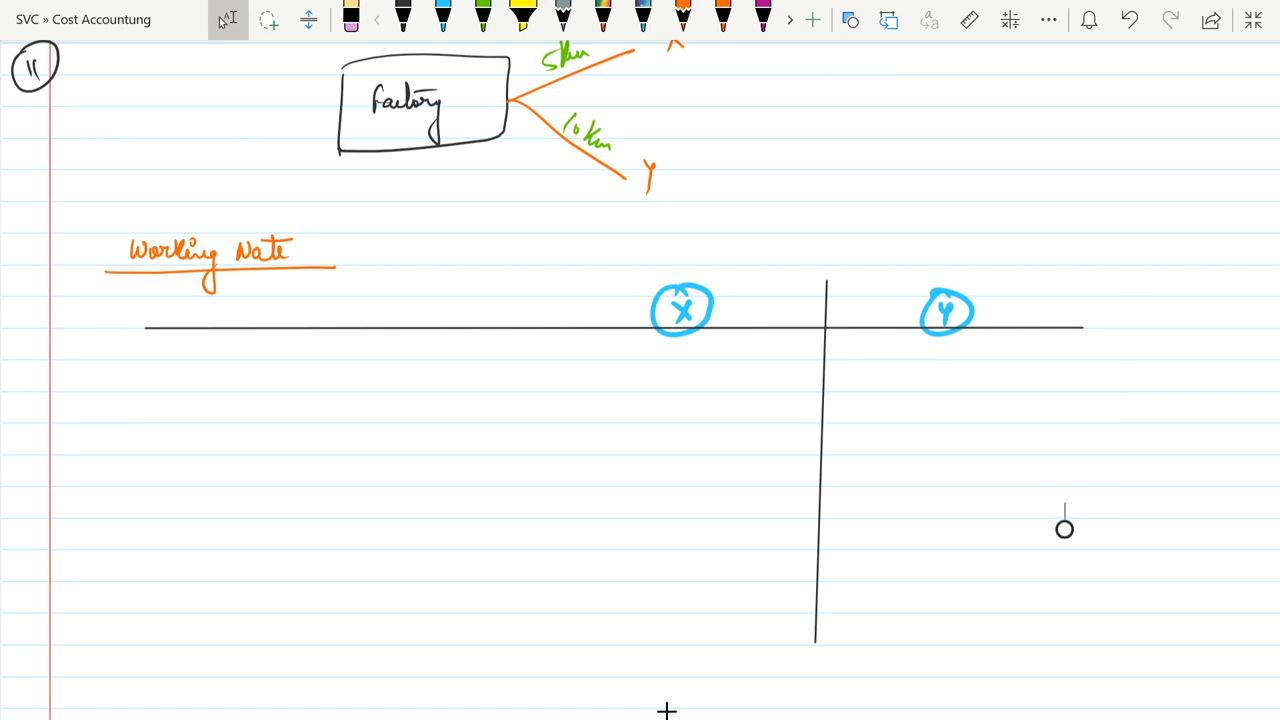 SVC » Cost Accountung
11
5km
X
Factory
10km
Y
Working Note
X
Y